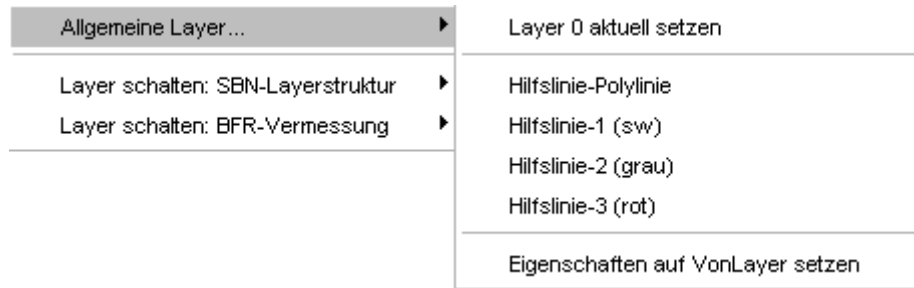 Allgemeine Layer...
Layer schalten: SBN-Layerstruktur
Layer schalten: BFR-Vermessung
Layer 0 aktuell setzen
Hilfslinie-Polylinie
Hilfslinie-1 (sw)
Hilfslinie-2 (grau)
Hilfslinie-3 (rot)
Eigenschaften auf VonLayer setzen